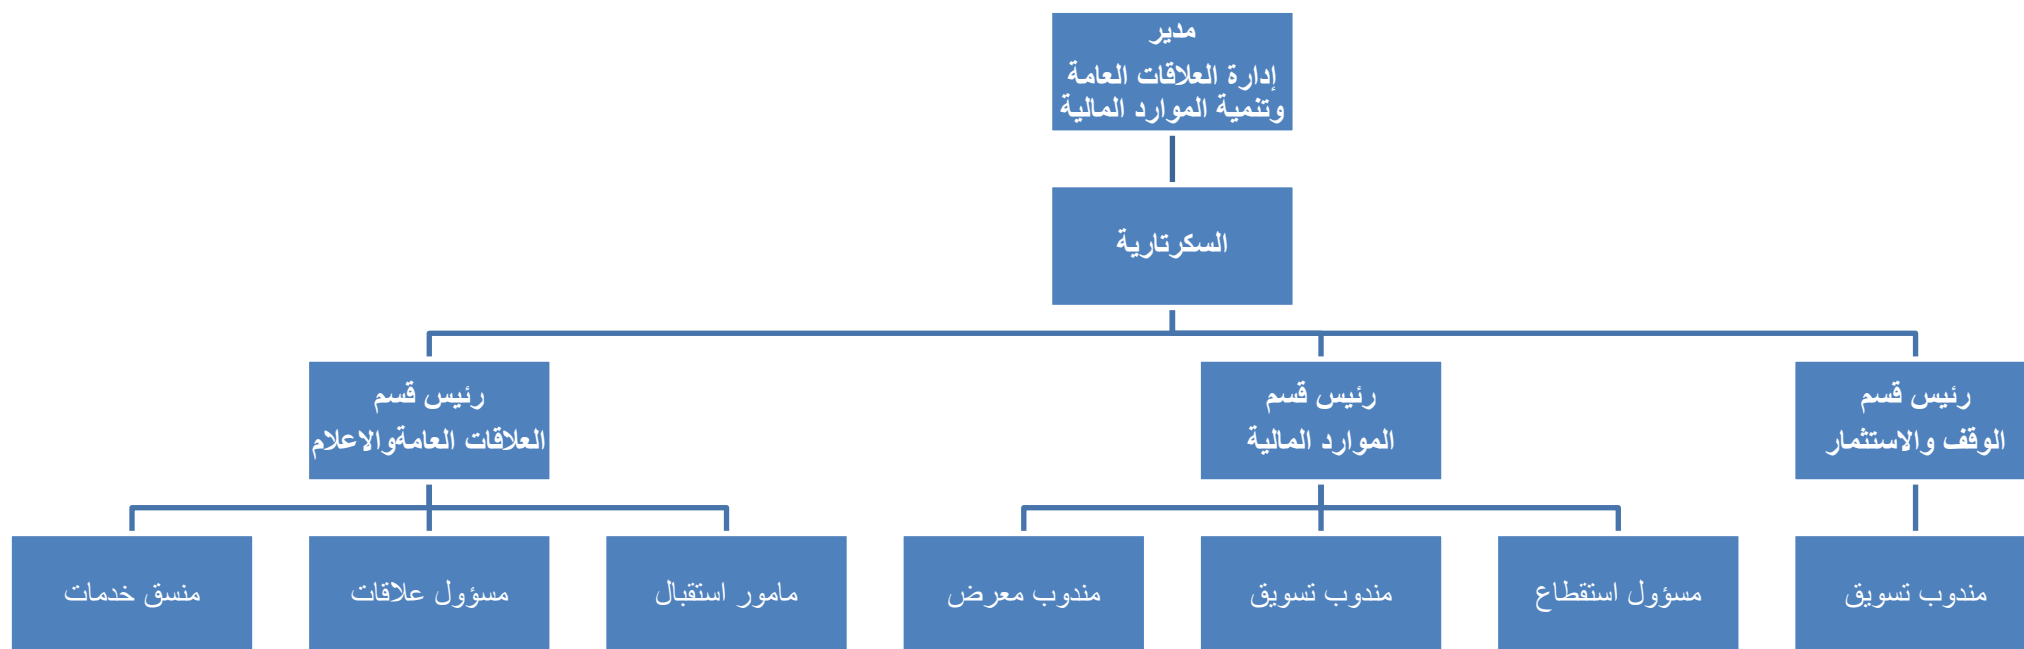 مدير
إدارة العلاقات العامة
وتنمية الموارد المالية
السكرتارية
رئيس قسم
الوقف والاستثمار
رئيس قسم
الموارد المالية
رئيس قسم
العلاقات العامةوالاعلام
مندوب تسويق
مسؤول استقطاع
مندوب تسويق
مندوب معرض
مامور استقبال
مسؤول علاقات
منسق خدمات